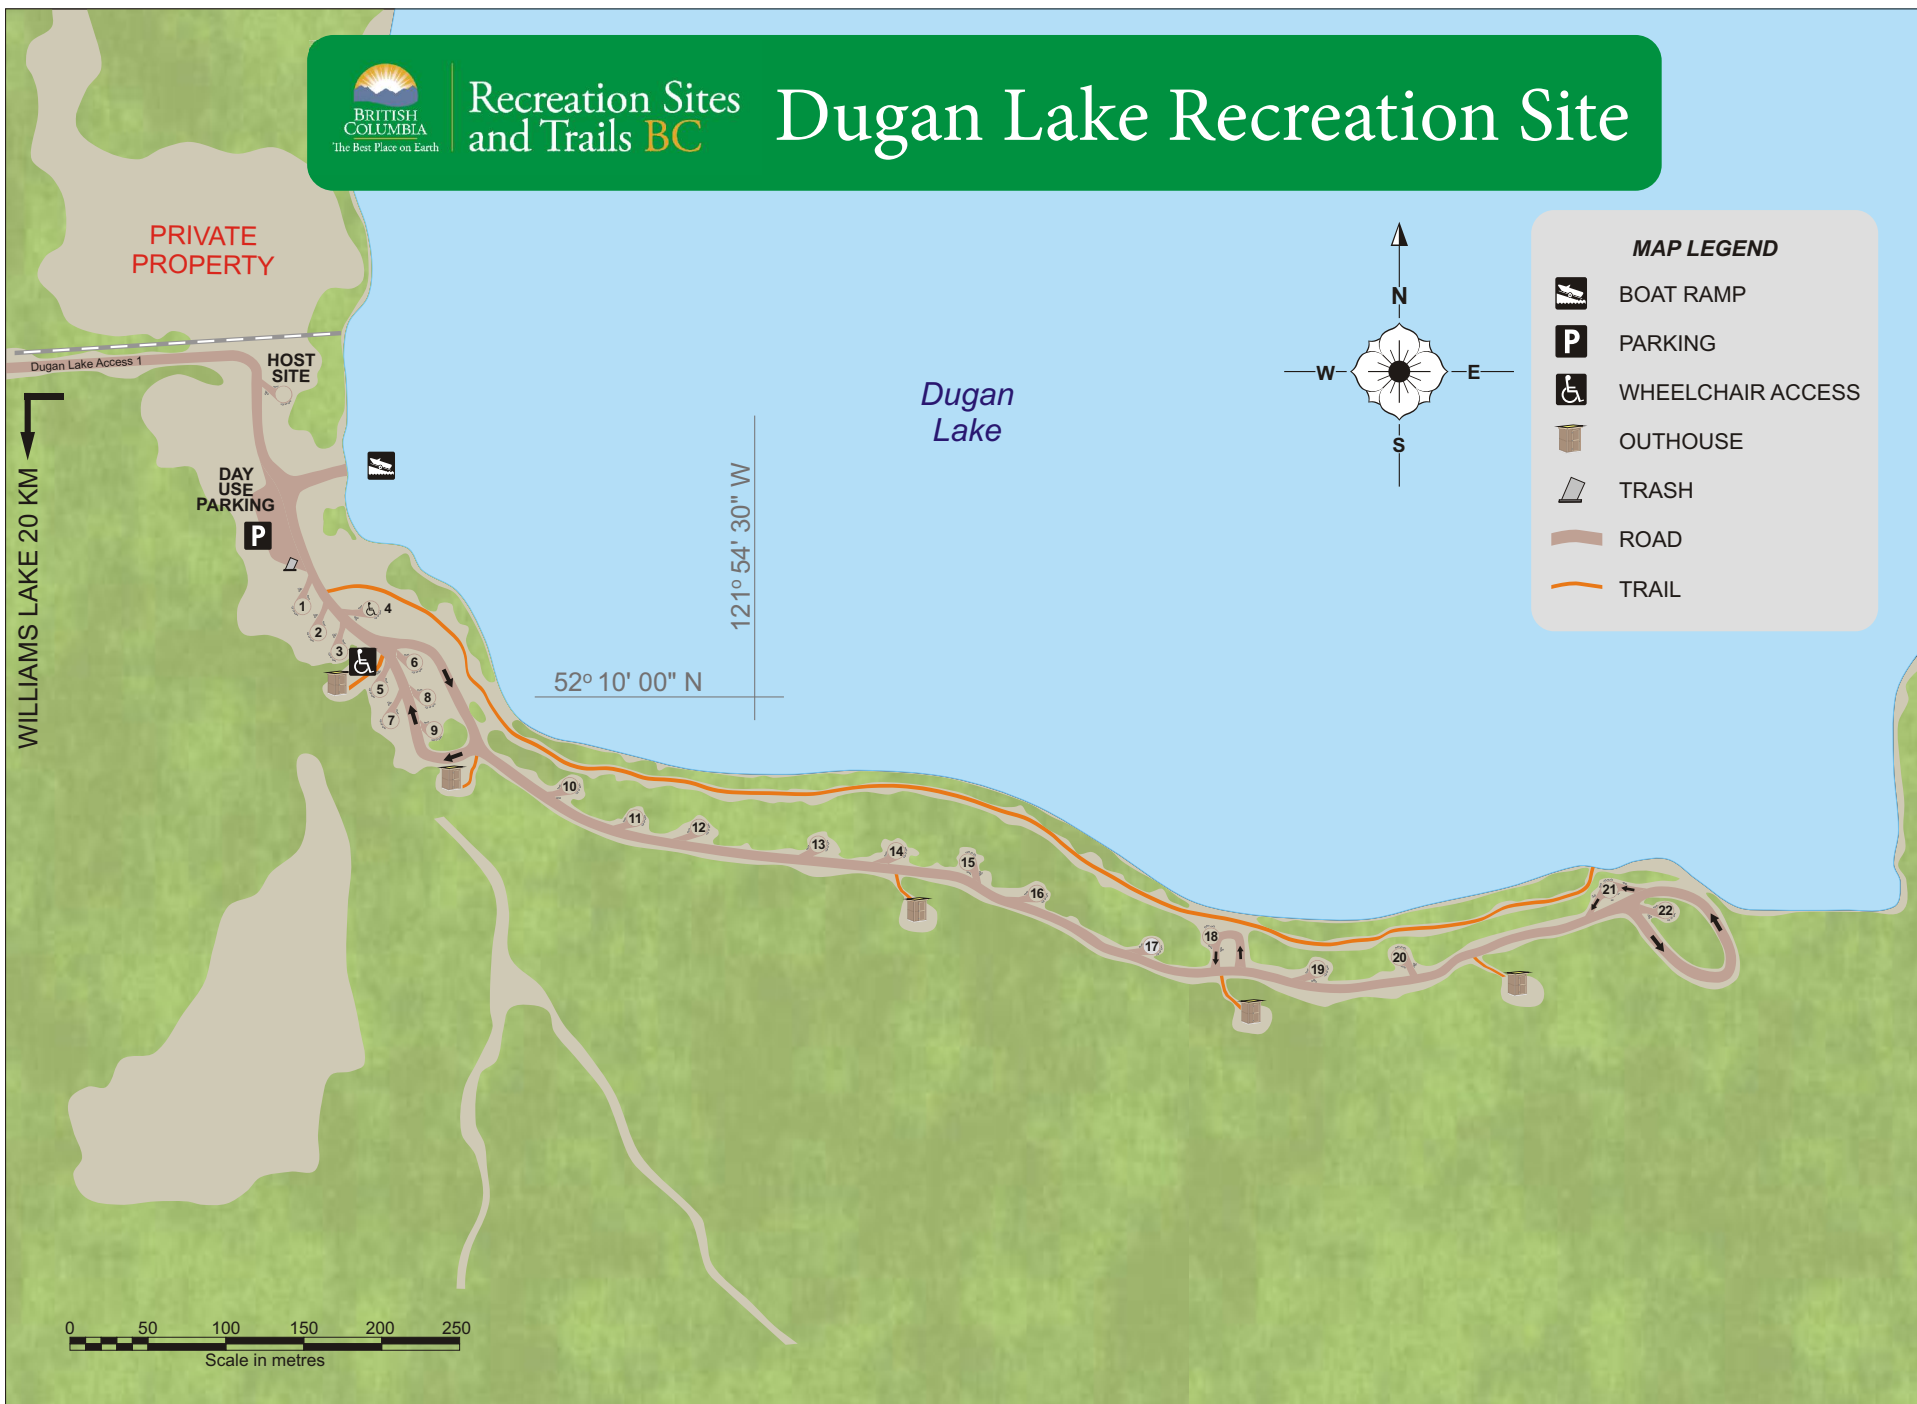 BRITISH
COLUMBIA
The Best Place on Earth
Recreation Sites
and Trails BC
Dugan Lake Recreation Site
PRIVATE
PROPERTY
MAP LEGEND
BOAT RAMP
P
PARKING
WHEELCHAIR ACCESS
OUTHOUSE
TRASH
ROAD
TRAIL
N
W
E
S
Dugan Lake Access 1
HOST
SITE
WILLIAMS LAKE 20 KM
DAY
USE
PARKING
P
Dugan
Lake
121º 54' 30" W
52º 10' 00" N
1
2
3
4
5
6
7
8
9
10
11
12
13
14
15
16
17
18
19
20
21
22
0 50 100 150 200 250
Scale in metres